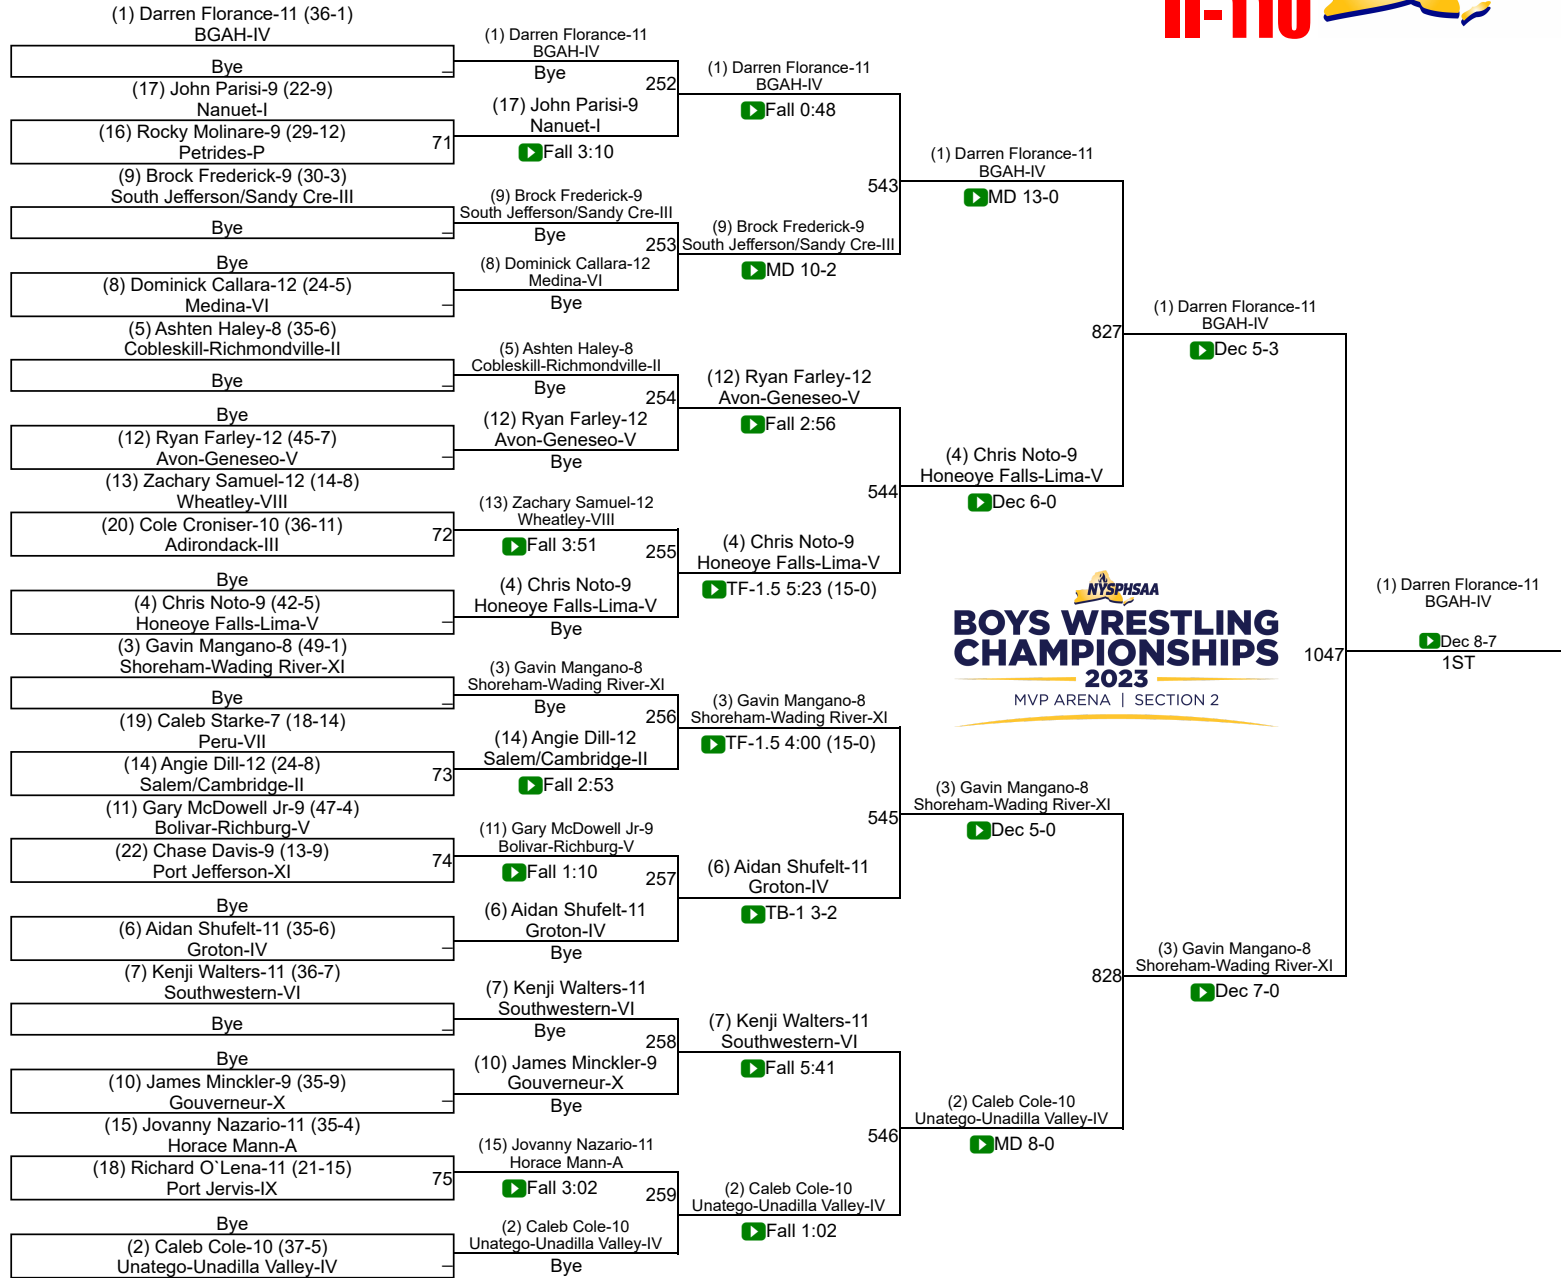 II-110
(1) Darren Florance-11 (36-1)
BGAH-IV
Bye
(17) John Parisi-9 (22-9)
Nanuet-I
(16) Rocky Molinare-9 (29-12)
Petrides-P
71
(9) Brock Frederick-9 (30-3)
South Jefferson/Sandy Cre-III
Bye
Bye
(8) Dominick Callara-12 (24-5)
Medina-VI
(5) Ashten Haley-8 (35-6)
Cobleskill-Richmondville-II
Bye
Bye
(12) Ryan Farley-12 (45-7)
Avon-Geneseo-V
(13) Zachary Samuel-12 (14-8)
Wheatley-VIII
(20) Cole Croniser-10 (36-11)
Adirondack-III
72
Bye
(4) Chris Noto-9 (42-5)
Honeoye Falls-Lima-V
(3) Gavin Mangano-8 (49-1)
Shoreham-Wading River-XI
Bye
(19) Caleb Starke-7 (18-14)
Peru-VII
(14) Angie Dill-12 (24-8)
Salem/Cambridge-II
73
(11) Gary McDowell Jr-9 (47-4)
Bolivar-Richburg-V
(22) Chase Davis-9 (13-9)
Port Jefferson-XI
74
Bye
(6) Aidan Shufelt-11 (35-6)
Groton-IV
(7) Kenji Walters-11 (36-7)
Southwestern-VI
Bye
Bye
(10) James Minckler-9 (35-9)
Gouverneur-X
(15) Jovanny Nazario-11 (35-4)
Horace Mann-A
(18) Richard O`Lena-11 (21-15)
Port Jervis-IX
75
Bye
(2) Caleb Cole-10 (37-5)
Unatego-Unadilla Valley-IV
(1) Darren Florance-11
BGAH-IV
Bye
252
(17) John Parisi-9
Nanuet-I
Fall 3:10
(9) Brock Frederick-9
South Jefferson/Sandy Cre-III
Bye
253
(8) Dominick Callara-12
Medina-VI
Bye
(5) Ashten Haley-8
Cobleskill-Richmondville-II
Bye
254
(12) Ryan Farley-12
Avon-Geneseo-V
Bye
(13) Zachary Samuel-12
Wheatley-VIII
Fall 3:51
255
(4) Chris Noto-9
Honeoye Falls-Lima-V
Bye
(3) Gavin Mangano-8
Shoreham-Wading River-XI
Bye
256
(14) Angie Dill-12
Salem/Cambridge-II
Fall 2:53
(11) Gary McDowell Jr-9
Bolivar-Richburg-V
Fall 1:10
257
(6) Aidan Shufelt-11
Groton-IV
Bye
(7) Kenji Walters-11
Southwestern-VI
Bye
258
(10) James Minckler-9
Gouverneur-X
Bye
(15) Jovanny Nazario-11
Horace Mann-A
Fall 3:02
259
(2) Caleb Cole-10
Unatego-Unadilla Valley-IV
Bye
(1) Darren Florance-11
BGAH-IV
Fall 0:48
543
(9) Brock Frederick-9
South Jefferson/Sandy Cre-III
MD 10-2
(12) Ryan Farley-12
Avon-Geneseo-V
Fall 2:56
544
(4) Chris Noto-9
Honeoye Falls-Lima-V
TF-1.5 5:23 (15-0)
(3) Gavin Mangano-8
Shoreham-Wading River-XI
TF-1.5 4:00 (15-0)
545
(6) Aidan Shufelt-11
Groton-IV
TB-1 3-2
(7) Kenji Walters-11
Southwestern-VI
Fall 5:41
546
(2) Caleb Cole-10
Unatego-Unadilla Valley-IV
Fall 1:02
(1) Darren Florance-11
BGAH-IV
MD 13-0
827
(4) Chris Noto-9
Honeoye Falls-Lima-V
Dec 6-0
(3) Gavin Mangano-8
Shoreham-Wading River-XI
Dec 5-0
828
(2) Caleb Cole-10
Unatego-Unadilla Valley-IV
MD 8-0
(1) Darren Florance-11
BGAH-IV
Dec 5-3
NYSPHSAA
BOYS WRESTLING
CHAMPIONSHIPS
2023
MVP ARENA | SECTION 2
1047
(3) Gavin Mangano-8
Shoreham-Wading River-XI
Dec 7-0
(1) Darren Florance-11
BGAH-IV
Dec 8-7
1ST